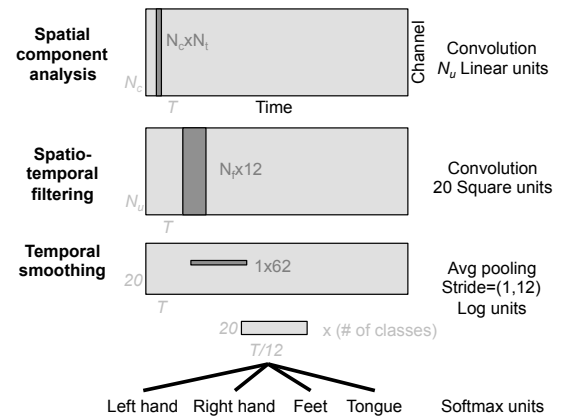 Spatial
component
analysis
NcxNt
Nc
T
Time
Channel
Convolution
Nu Linear units
Spatio-
temporal
filtering
Nfx12
Nu
T
Convolution
20 Square units
Temporal
smoothing
1x62
20
T
Avg pooling
Stride=(1,12)
Log units
20
x (# of classes)
T/12
Left hand Right hand Feet Tongue
Softmax units